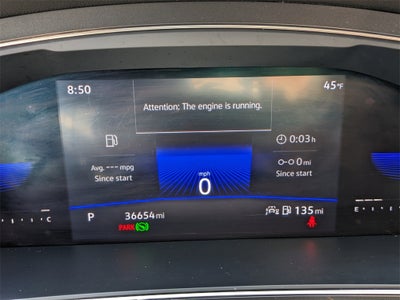 8:50
45°F
Attention: The engine is running.
0:03 h
Avg. --- mpg
0 mi
Since start
Since start
mph
0
C
E
P
36654 mi
135 mi
PARK